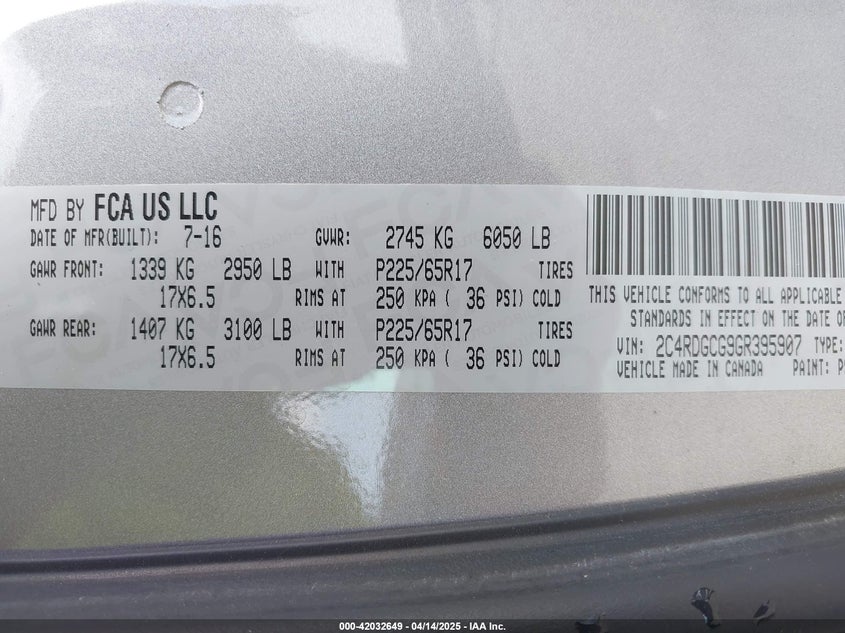 MFD BY FCA US LLC
DATE OF MFR(BUILT): 7-16 GVWR: 2745 KG 6050 LB
GAWR FRONT: 1339 KG 2950 LB WITH P225/65R17 TIRES
17X6.5 RIMS AT 250 KPA ( 36 PSI) COLD
GAWR REAR: 1407 KG 3100 LB WITH P225/65R17 TIRES
17X6.5 RIMS AT 250 KPA ( 36 PSI) COLD
THIS VEHICLE CONFORMS TO ALL APPLICABLE
STANDARDS IN EFFECT ON THE DATE OF
VIN: 2C4RDGCG9GR395907 TYPE:
VEHICLE MADE IN CANADA PAINT: P
000-42032649 - 04/14/2025 - IAA Inc.